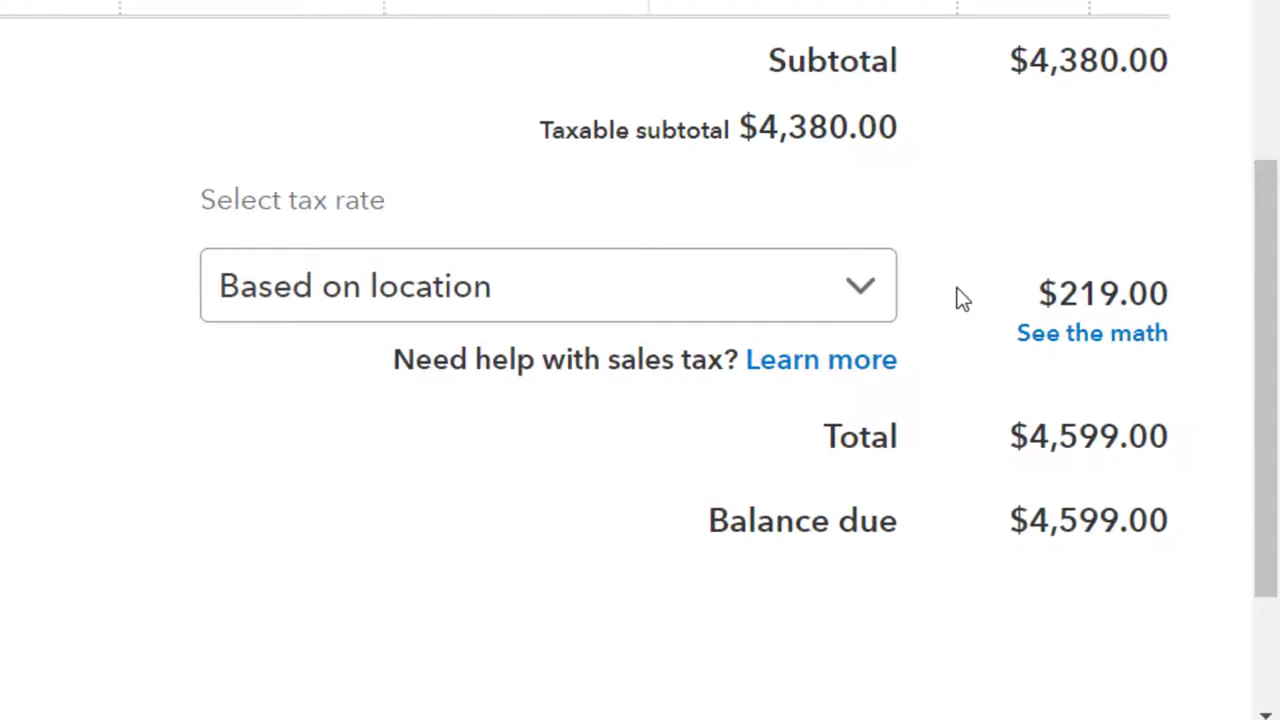 Subtotal $4,380.00
Taxable subtotal $4,380.00
Select tax rate
Based on location
$219.00
See the math
Need help with sales tax? Learn more
Total $4,599.00
Balance due $4,599.00